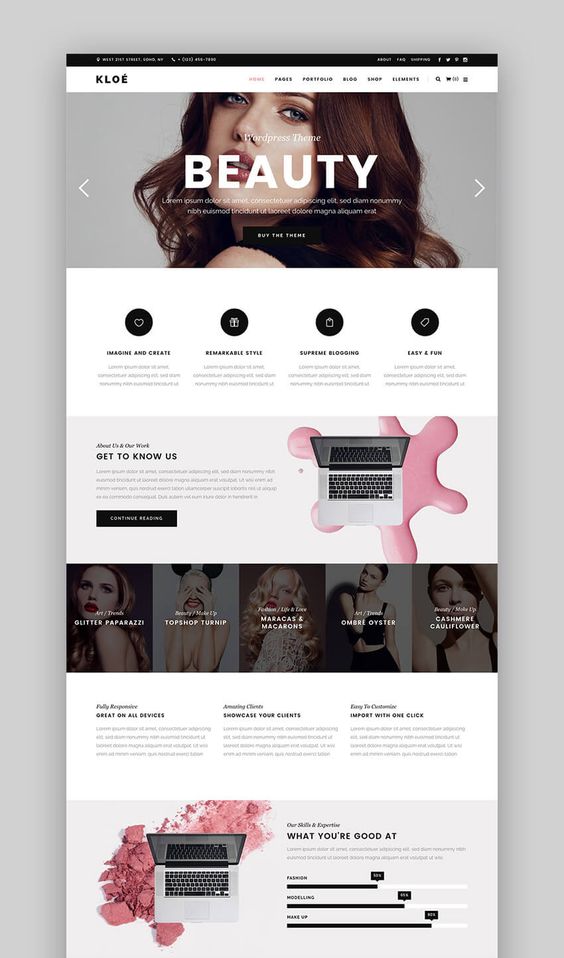 WEST 21ST STREET, SOHO, NY
+ (123) 456-7890
ABOUT FAQ SHIPPING
KLOÉ
HOME PAGES PORTFOLIO BLOG SHOP ELEMENTS
(0)
Wordpress Theme
BEAUTY
Lorem ipsum dolor sit amet, consectetuer adipiscing elit, sed diam nonummy
nibh euismod tincidunt ut laoreet dolore magna aliquam erat
BUY THE THEME
IMAGINE AND CREATE
Lorem ipsum dolor sit amet,
consectetuer adipiscing elit, sed diam
nonummy nibh euismod tincidunt ut
REMARKABLE STYLE
Lorem ipsum dolor sit amet,
consectetuer adipiscing elit, sed diam
nonummy nibh euismod tincidunt ut
SUPREME BLOGGING
Lorem ipsum dolor sit amet,
consectetuer adipiscing elit, sed diam
nonummy nibh euismod tincidunt ut
EASY & FUN
Lorem ipsum dolor sit amet,
consectetuer adipiscing elit, sed diam
nonummy nibh euismod tincidunt ut
About Us & Our Work
GET TO KNOW US
Lorem ipsum dolor sit amet, consectetuer adipiscing elit, sed diam
nonummy nibh euismod tincidunt ut laoreet dolore magna aliquam
erat volutpat. Ut wisi enim ad minim veniam, quis ut aliquip ex
ea commodo consequat. Duis autem vel eum iriure dolor in hendrerit in
CONTINUE READING
Art / Trends
GLITTER PAPARAZZI
Beauty / Make Up
TOPSHOP TURNIP
Fashion / Life & Love
MARACAS &
MACARONS
Art / Trends
OMBRÉ OYSTER
Beauty / Make Up
CASHMERE
CAULIFLOWER
Fully Responsive
GREAT ON ALL DEVICES
Lorem ipsum dolor sit amet, consectetuer adipiscing
elit, sed diam nonummy nibh euismod tincidunt ut
laoreet dolore magna aliquam erat volutpat. Ut wisi
enim ad minim veniam, quis nostrud exerci tation
Amazing Clients
SHOWCASE YOUR CLIENTS
Lorem ipsum dolor sit amet, consectetuer adipiscing
elit, sed diam nonummy nibh euismod tincidunt ut
laoreet dolore magna aliquam erat volutpat. Ut wisi
enim ad minim veniam, quis nostrud exerci tation
Easy To Customize
IMPORT WITH ONE CLICK
Lorem ipsum dolor sit amet, consectetuer adipiscing
elit, sed diam nonummy nibh euismod tincidunt ut
laoreet dolore magna aliquam erat volutpat. Ut wisi
enim ad minim veniam, quis nostrud exerci tation
Our Skills & Expertise
WHAT YOU'RE GOOD AT
Lorem ipsum dolor sit amet, consectetuer adipiscing elit, sed diam
nonummy nibh euismod tincidunt ut laoreet dolore magna aliquam
FASHION
50%
MODELLING
65%
MAKE UP
80%